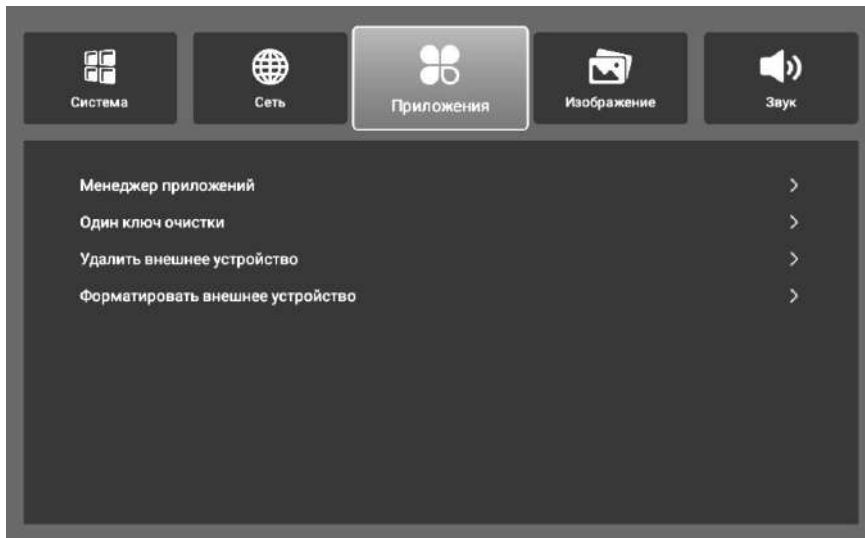 Система
Сеть
Приложения
Изображение
Звук
Менеджер приложений
Один ключ очистки
Удалить внешнее устройство
Форматировать внешнее устройство